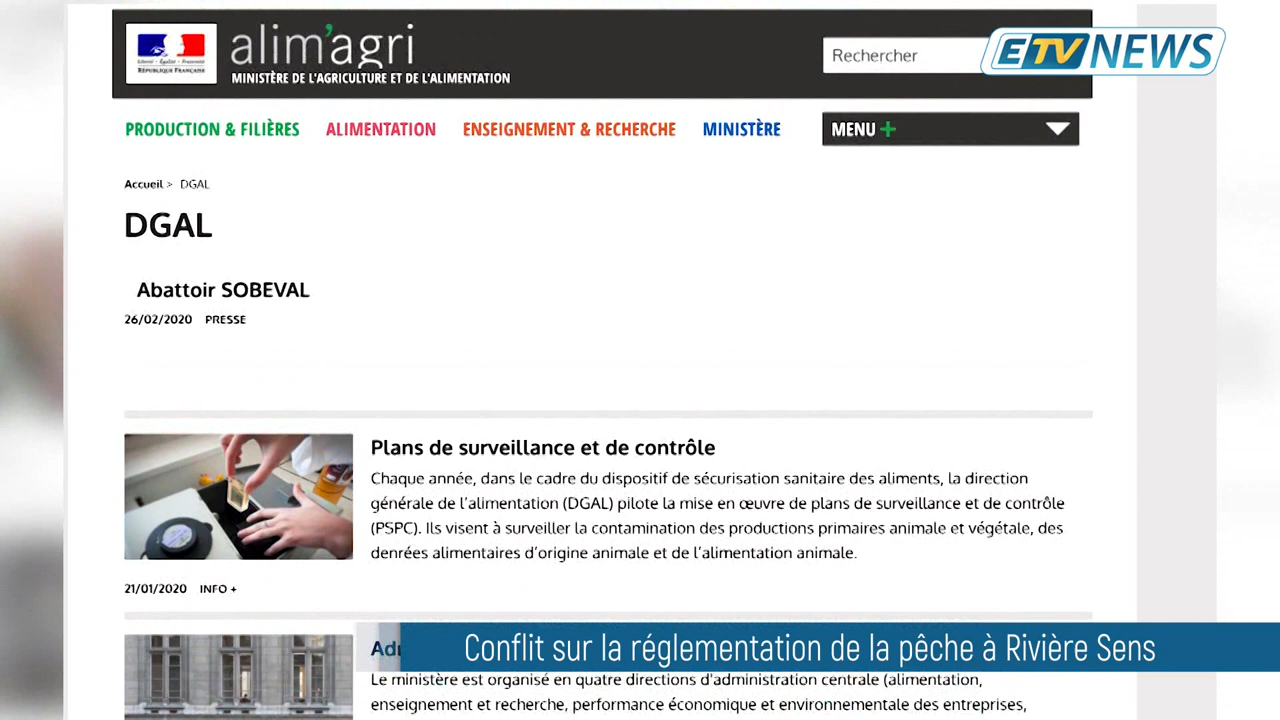 alim'agri
MINISTÈRE DE L'AGRICULTURE ET DE L'ALIMENTATION
Liberté • Égalité • Fraternité
RÉPUBLIQUE FRANÇAISE
Rechercher
ETVNEWS
PRODUCTION & FILIÈRES ALIMENTATION ENSEIGNEMENT & RECHERCHE MINISTÈRE MENU +
Accueil > DGAL
DGAL
Abattoir SOBEVAL
26/02/2020 PRESSE
Plans de surveillance et de contrôle
Chaque année, dans le cadre du dispositif de sécurisation sanitaire des aliments, la direction
générale de l'alimentation (DGAL) pilote la mise en œuvre de plans de surveillance et de contrôle
(PSPC). Ils visent à surveiller la contamination des productions primaires animale et végétale, des
denrées alimentaires d'origine animale et de l'alimentation animale.
21/01/2020 INFO +
Conflit sur la réglementation de la pêche à Rivière Sens
Le ministère est organisé en quatre directions d'administration centrale (alimentation,
enseignement et recherche, performance économique et environnementale des entreprises,